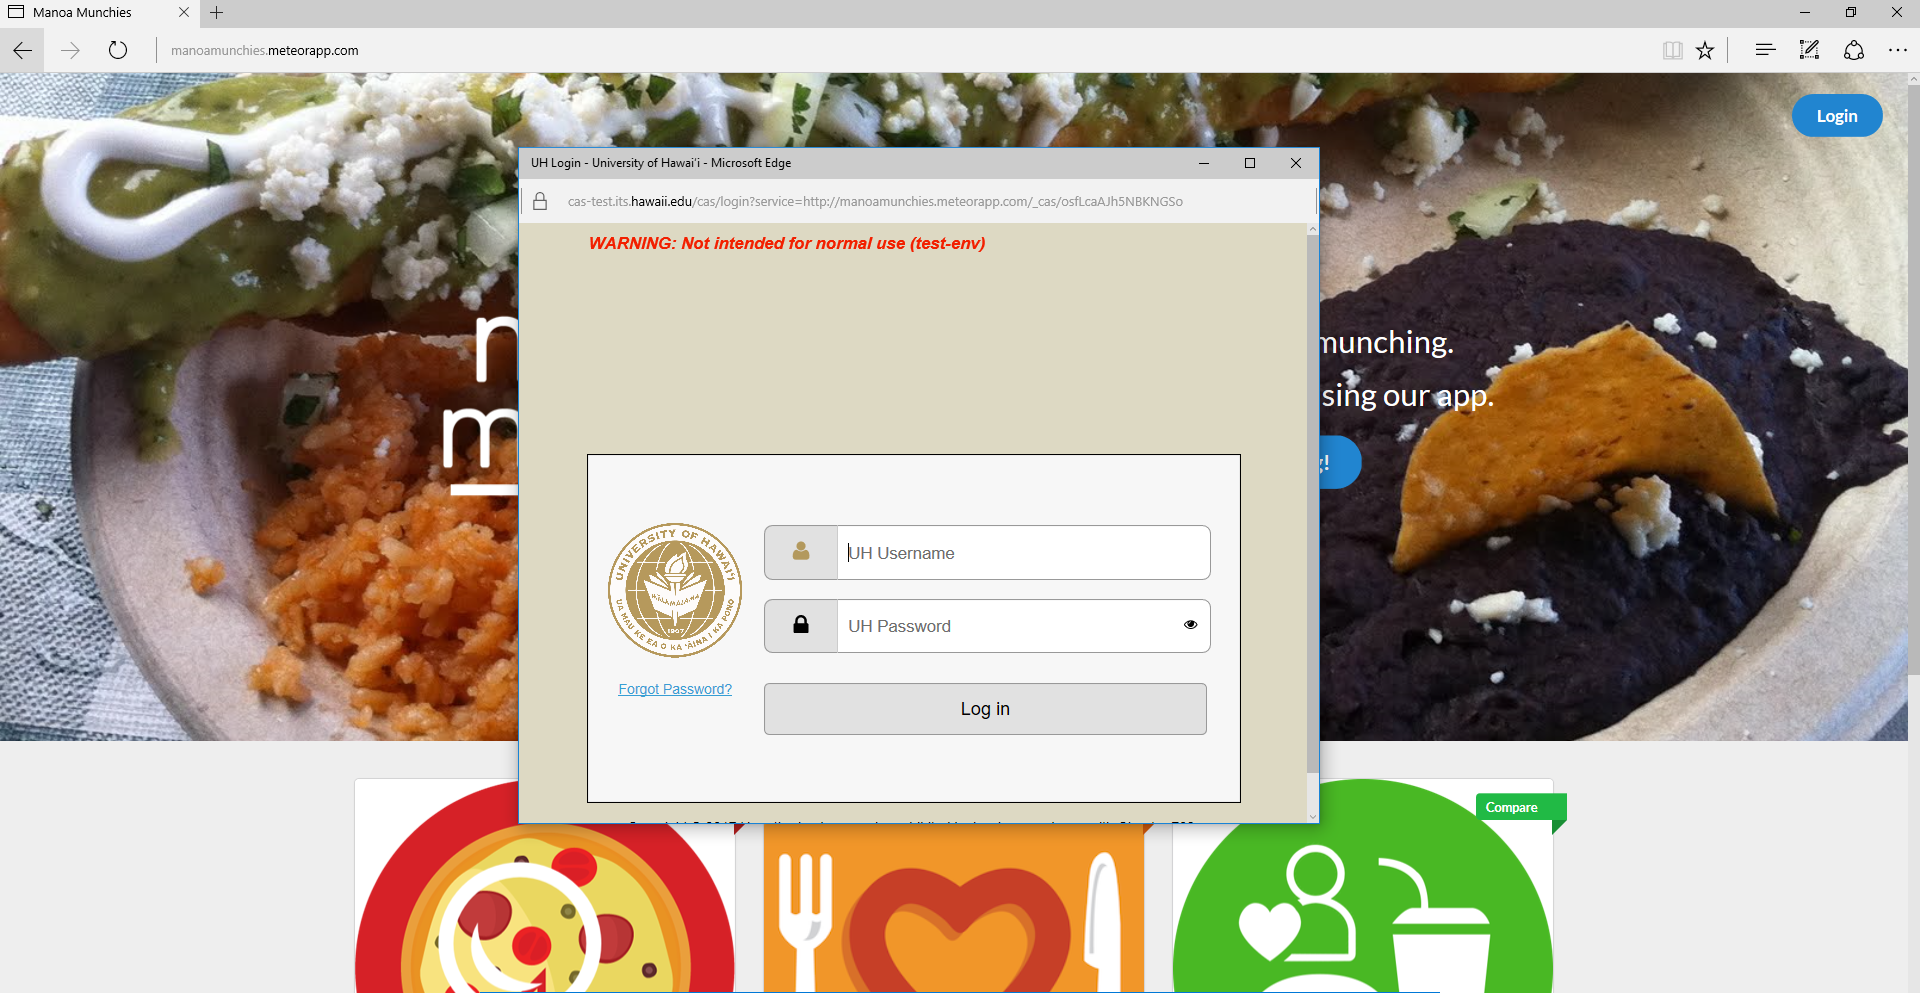 Manoa Munchies
manoamunchies.meteorapp.com
Login
UH Login - University of Hawai'i - Microsoft Edge
cas-test.its.hawaii.edu/cas/login?service=http://manoamunchies.meteorapp.com/_cas/osfLcaAJh5NBKNGSo
WARNING: Not intended for normal use (test-env)
n
m
munching.
sing our app.
g!
UNIVERSITY OF HAWAI'I
UA MAU KE EA O KA 'ĀINA I KA PONO
1907
UH Username
UH Password
Forgot Password?
Log in
Compare